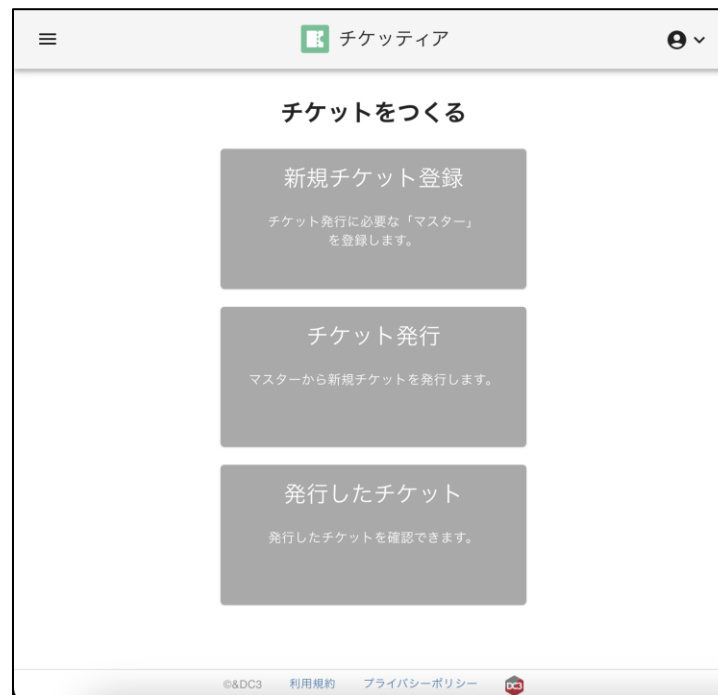 チケッティア
チケットをつくる
新規チケット登録
チケット発行に必要な「マスター」
を登録します。
チケット発行
マスターから新規チケットを発行します。
発行したチケット
発行したチケットを確認できます。
©&DC3 利用規約 プライバシーポリシー DC3